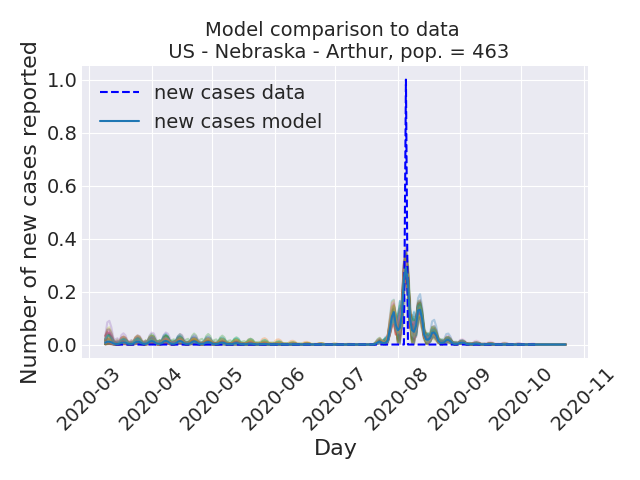 Model comparison to data
US - Nebraska - Arthur, pop. = 463
Number of new cases reported
1.0
0.8
0.6
0.4
0.2
0.0
new cases data
new cases model
2020-03
2020-04
2020-05
2020-06
2020-07
2020-08
2020-09
2020-10
2020-11
Day